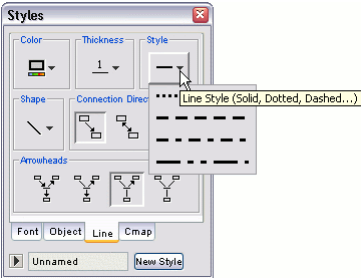 Styles
Color Thickness Style
1
Line Style (Solid, Dotted, Dashed...)
Shape Connection Direc
Arrowheads
Font Object Line Cmap
Unnamed New Style